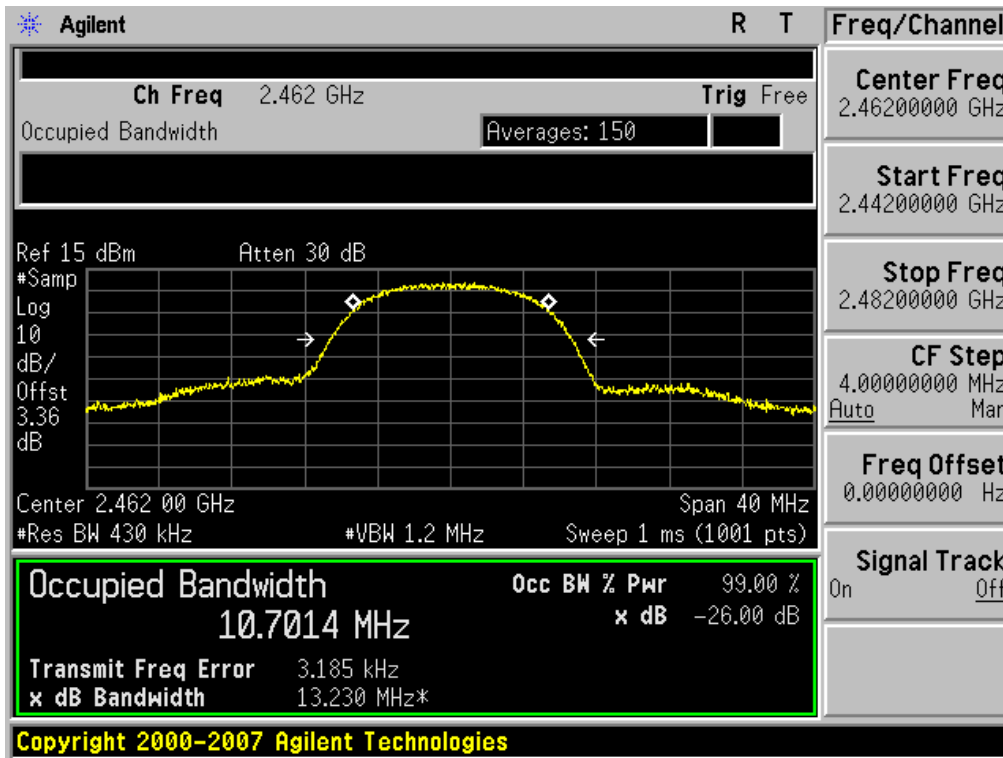 Agilent R T
Freq/Channel
Ch Freq 2.462 GHz Trig Free
Occupied Bandwidth Averages: 150
Ref 15 dBm Atten 30 dB
#Samp
Log
10
dB/
Offst
3.36
dB
Center 2.462 00 GHz Span 40 MHz
#Res BW 430 kHz #VBW 1.2 MHz Sweep 1 ms (1001 pts)
Occupied Bandwidth Occ BW % Pwr 99.00 %
10.7014 MHz x dB -26.00 dB
Transmit Freq Error 3.185 kHz
x dB Bandwidth 13.230 MHz*
Center Freq
2.46200000 GHz
Start Freq
2.44200000 GHz
Stop Freq
2.48200000 GHz
CF Step
4.00000000 MHz
Auto Man
Freq Offset
0.00000000 Hz
Signal Track
On Off
Copyright 2000-2007 Agilent Technologies